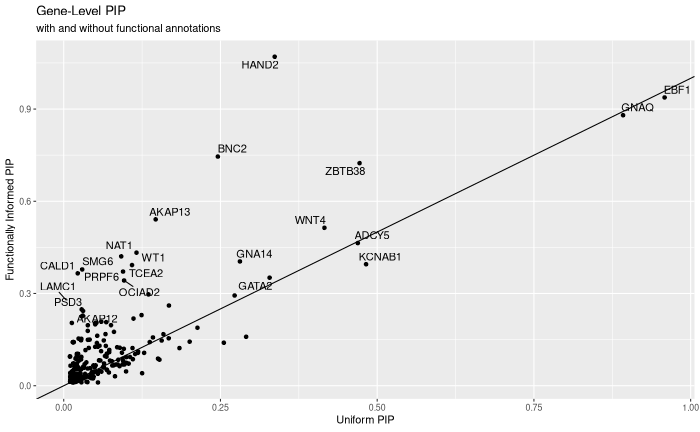 Gene-Level PIP
with and without functional annotations
HAND2
EBF1
GNAQ
0.9
BNC2
ZBTB38
0.6
AKAP13
WNT4
ADCY5
NAT1
WT1
GNA14
KCNAB1
SMG6
CALD1
TCEA2
PRPF6
LAMC1
OCIAD2
GATA2
0.3
PSD3
AKAP12
0.0
Functionally Informed PIP
0.00
0.25
0.50
0.75
1.00
Uniform PIP